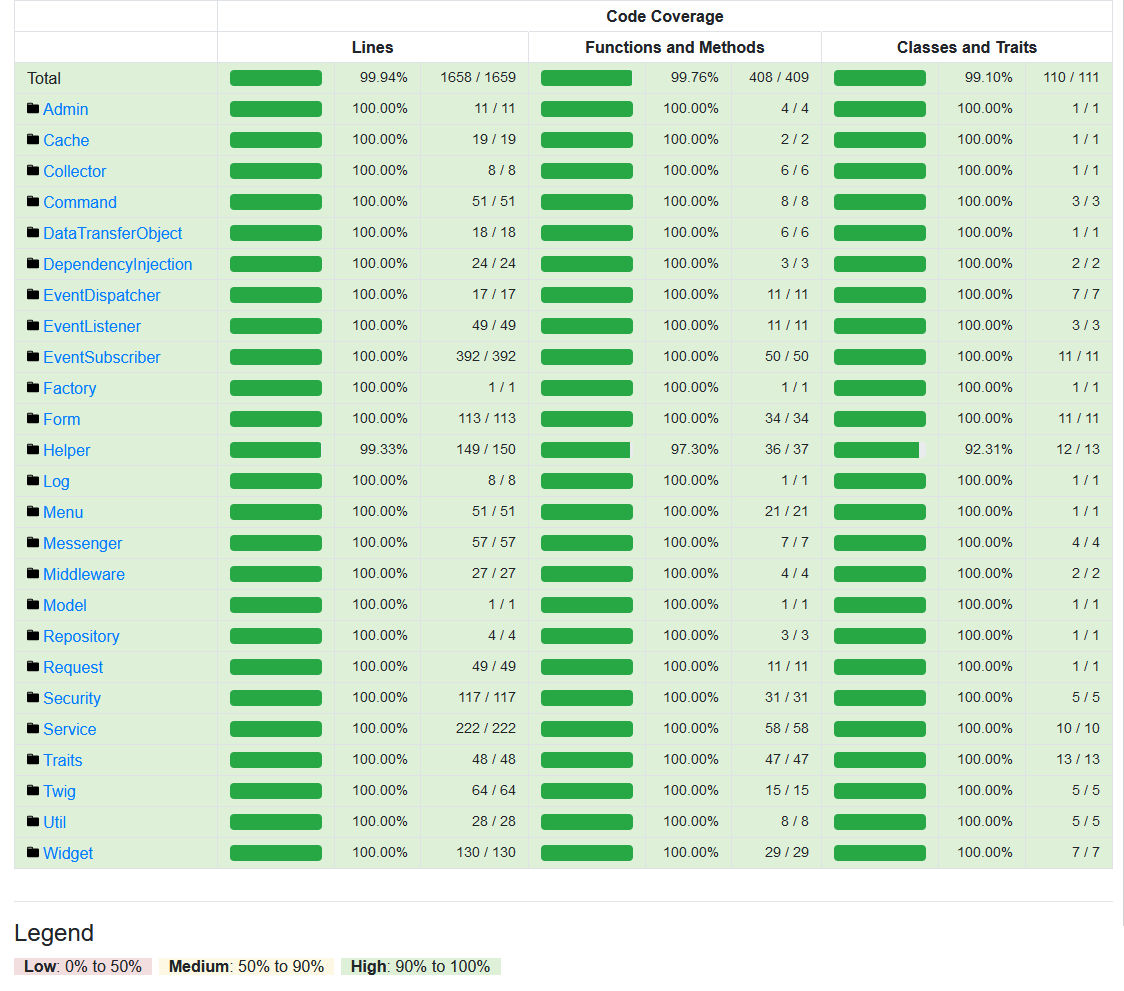 Code Coverage
Lines Functions and Methods Classes and Traits
Total 99.94% 1658 / 1659 99.76% 408 / 409 99.10% 110 / 111
Admin 100.00% 11 / 11 100.00% 4 / 4 100.00% 1 / 1
Cache 100.00% 19 / 19 100.00% 2 / 2 100.00% 1 / 1
Collector 100.00% 8 / 8 100.00% 6 / 6 100.00% 1 / 1
Command 100.00% 51 / 51 100.00% 8 / 8 100.00% 3 / 3
DataTransferObject 100.00% 18 / 18 100.00% 6 / 6 100.00% 1 / 1
DependencyInjection 100.00% 24 / 24 100.00% 3 / 3 100.00% 2 / 2
EventDispatcher 100.00% 17 / 17 100.00% 11 / 11 100.00% 7 / 7
EventListener 100.00% 49 / 49 100.00% 11 / 11 100.00% 3 / 3
EventSubscriber 100.00% 392 / 392 100.00% 50 / 50 100.00% 11 / 11
Factory 100.00% 1 / 1 100.00% 1 / 1 100.00% 1 / 1
Form 100.00% 113 / 113 100.00% 34 / 34 100.00% 11 / 11
Helper 99.33% 149 / 150 97.30% 36 / 37 92.31% 12 / 13
Log 100.00% 8 / 8 100.00% 1 / 1 100.00% 1 / 1
Menu 100.00% 51 / 51 100.00% 21 / 21 100.00% 1 / 1
Messenger 100.00% 57 / 57 100.00% 7 / 7 100.00% 4 / 4
Middleware 100.00% 27 / 27 100.00% 4 / 4 100.00% 2 / 2
Model 100.00% 1 / 1 100.00% 1 / 1 100.00% 1 / 1
Repository 100.00% 4 / 4 100.00% 3 / 3 100.00% 1 / 1
Request 100.00% 49 / 49 100.00% 11 / 11 100.00% 1 / 1
Security 100.00% 117 / 117 100.00% 31 / 31 100.00% 5 / 5
Service 100.00% 222 / 222 100.00% 58 / 58 100.00% 10 / 10
Traits 100.00% 48 / 48 100.00% 47 / 47 100.00% 13 / 13
Twig 100.00% 64 / 64 100.00% 15 / 15 100.00% 5 / 5
Util 100.00% 28 / 28 100.00% 8 / 8 100.00% 5 / 5
Widget 100.00% 130 / 130 100.00% 29 / 29 100.00% 7 / 7
Legend
Low: 0% to 50% Medium: 50% to 90% High: 90% to 100%